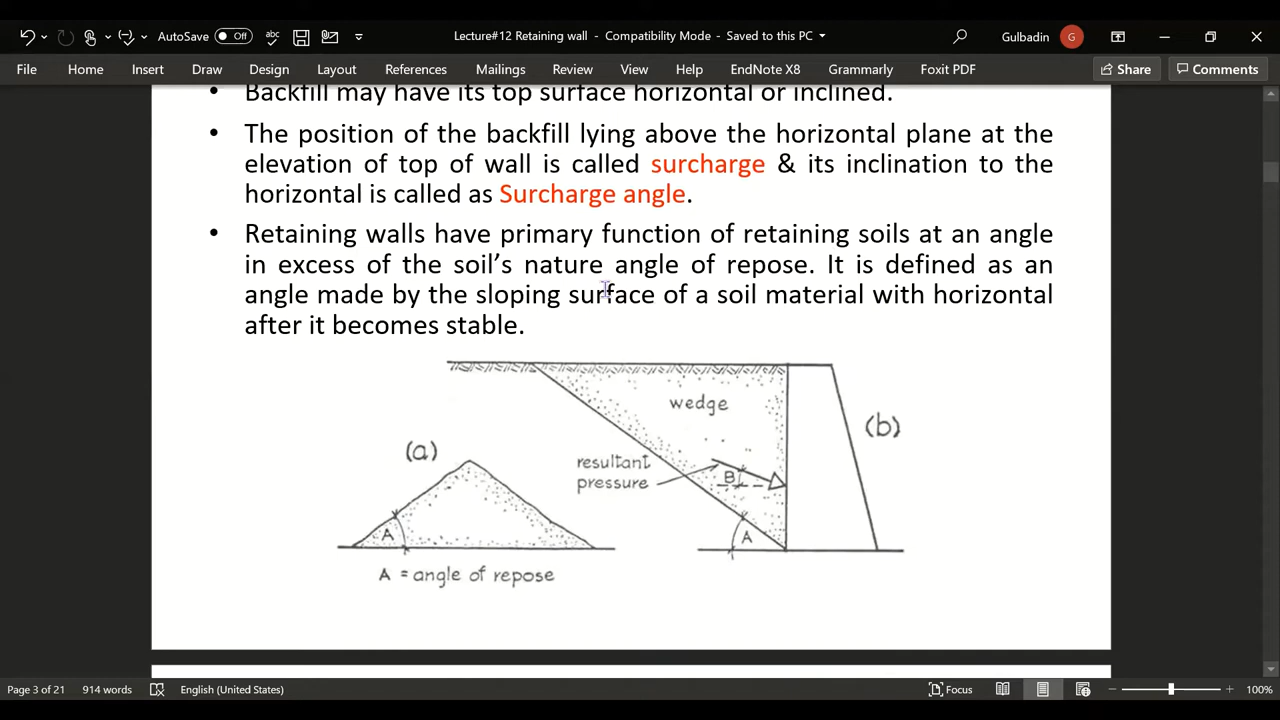 AutoSave Off
Lecture#12 Retaining wall - Compatibility Mode - Saved to this PC
Gulbadin G
File Home Insert Draw Design Layout References Mailings Review View Help EndNote X8 Grammarly Foxit PDF Share Comments
• Backfill may have its top surface horizontal or inclined.
• The position of the backfill lying above the horizontal plane at the
elevation of top of wall is called surcharge & its inclination to the
horizontal is called as Surcharge angle.
• Retaining walls have primary function of retaining soils at an angle
in excess of the soil's nature angle of repose. It is defined as an
angle made by the sloping surface of a soil material with horizontal
after it becomes stable.
wedge
(b)
(a)
resultant
pressure
B
A
A
A = angle of repose
Page 3 of 21 914 words English (United States) Focus 100%